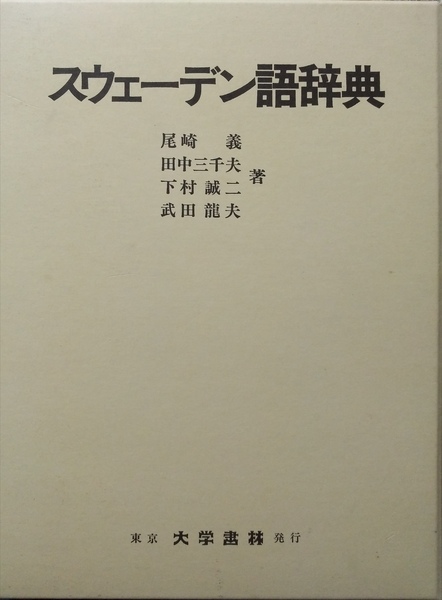 スウェーデン語辞典
尾崎 義
田中三千夫
下村 誠二
武田 龍夫
著
東京 大学書林 発行